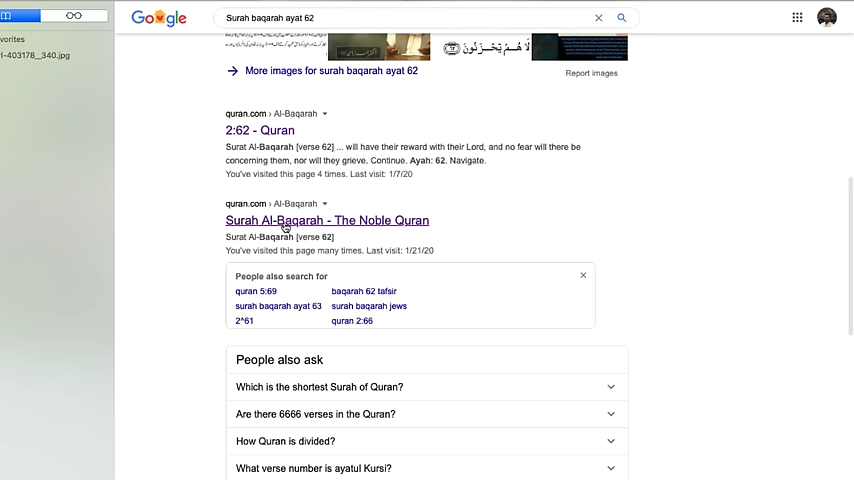 Google
Surah baqarah ayat 62
vorites
rl-403178__340.jpg
لَا هُمْ يَحْزَنُونَ ﴿٦٢﴾
More images for surah baqarah ayat 62
Report images
quran.com › Al-Baqarah
2:62 - Quran
Surat Al-Baqarah [verse 62] ... will have their reward with their Lord, and no fear will there be
concerning them, nor will they grieve. Continue. Ayah: 62. Navigate.
You've visited this page 4 times. Last visit: 1/7/20
quran.com › Al-Baqarah
Surah Al-Baqarah - The Noble Quran
Surat Al-Baqarah [verse 62]
You've visited this page many times. Last visit: 1/21/20
People also search for
quran 5:69 baqarah 62 tafsir
surah baqarah ayat 63 surah baqarah jews
2^61 quran 2:66
People also ask
Which is the shortest Surah of Quran?
Are there 6666 verses in the Quran?
How Quran is divided?
What verse number is ayatul Kursi?